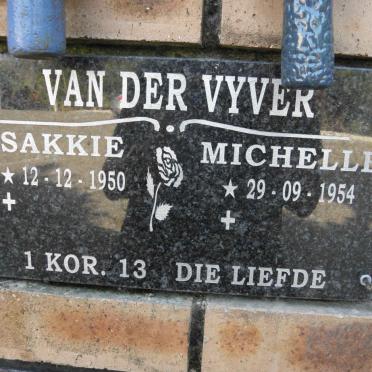 VAN DER VYVER
SAKKIE MICHELLE
★ 12-12-1950 ★ 29-09-1954
✝ ✝
1 KOR. 13 DIE LIEFDE